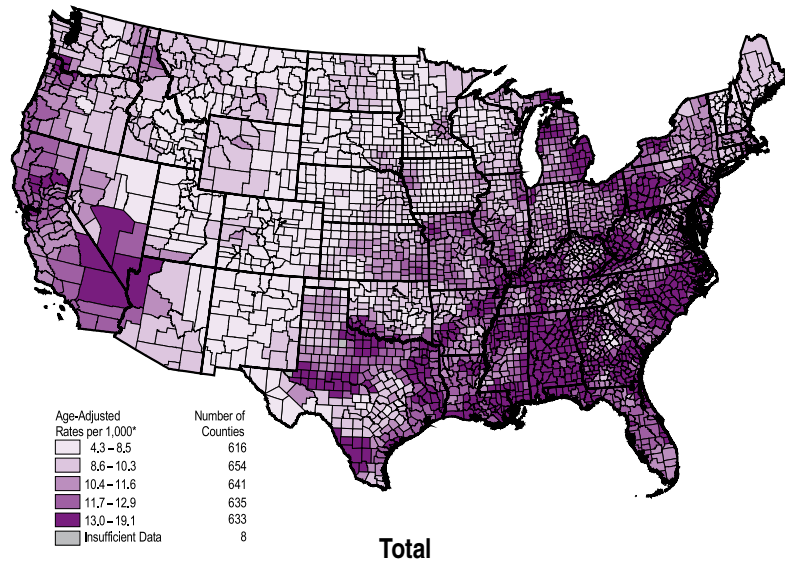 Age-Adjusted Number of
Rates per 1,000* Counties
4.3 – 8.5 616
8.6 – 10.3 654
10.4 – 11.6 641
11.7 – 12.9 635
13.0 – 19.1 633
Insufficient Data 8
Total